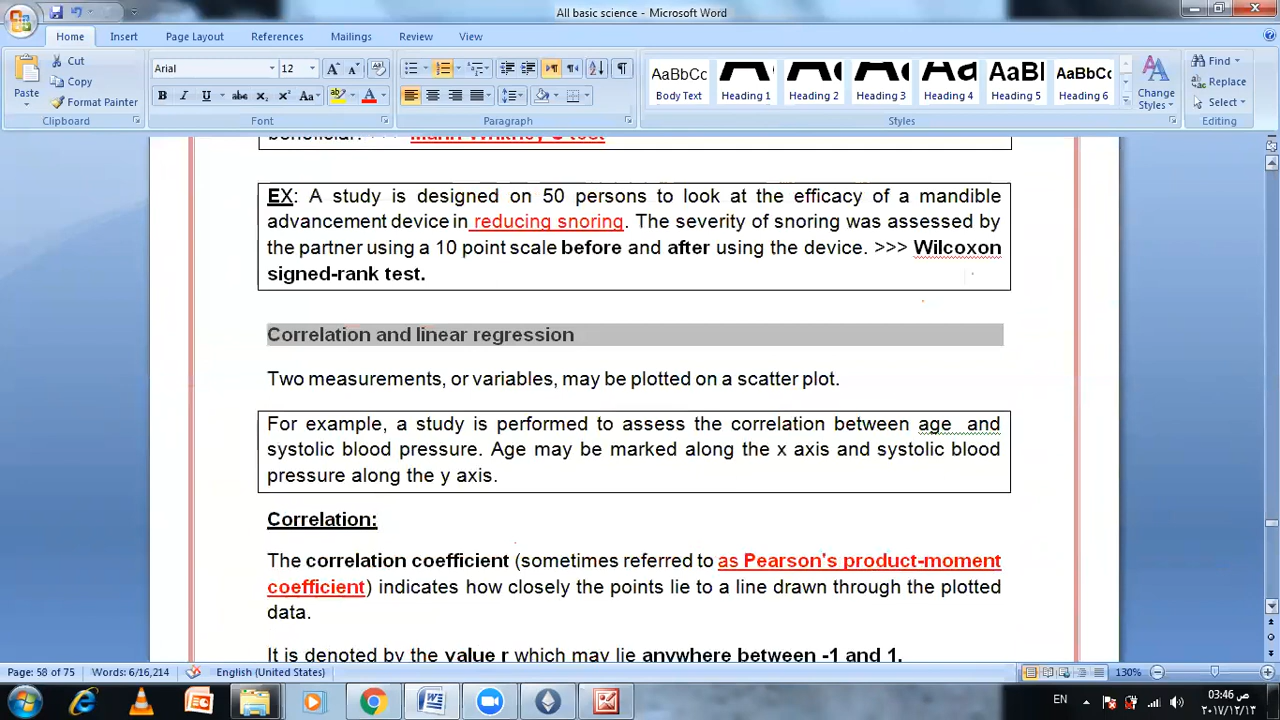 All basic science - Microsoft Word
Home Insert Page Layout References Mailings Review View
Paste Cut Copy Format Painter
Arial 12
AaBbCc AaBbC AaBbCc
Body Text Heading 1 Heading 2 Heading 3 Heading 4 Heading 5 Heading 6
Change Styles
Find Replace Select
Clipboard Font Paragraph Styles Editing
EX: A study is designed on 50 persons to look at the efficacy of a mandible
advancement device in reducing snoring. The severity of snoring was assessed by
the partner using a 10 point scale before and after using the device. >>> Wilcoxon
signed-rank test.
Correlation and linear regression
Two measurements, or variables, may be plotted on a scatter plot.
For example, a study is performed to assess the correlation between age and
systolic blood pressure. Age may be marked along the x axis and systolic blood
pressure along the y axis.
Correlation:
The correlation coefficient (sometimes referred to as Pearson's product-moment
coefficient) indicates how closely the points lie to a line drawn through the plotted
data.
It is denoted by the value r which may lie anywhere between -1 and 1.
Page: 58 of 75 Words: 6/16,214 English (United States) 130%
EN 03:46 ص
٢٠١٧/١٢/١٣